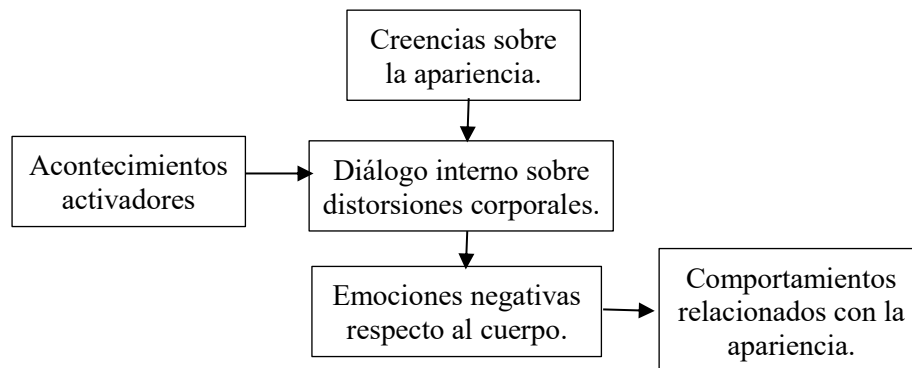 Creencias sobre
la apariencia.
Acontecimientos
activadores
Diálogo interno sobre
distorsiones corporales.
Emociones negativas
respecto al cuerpo.
Comportamientos
relacionados con la
apariencia.